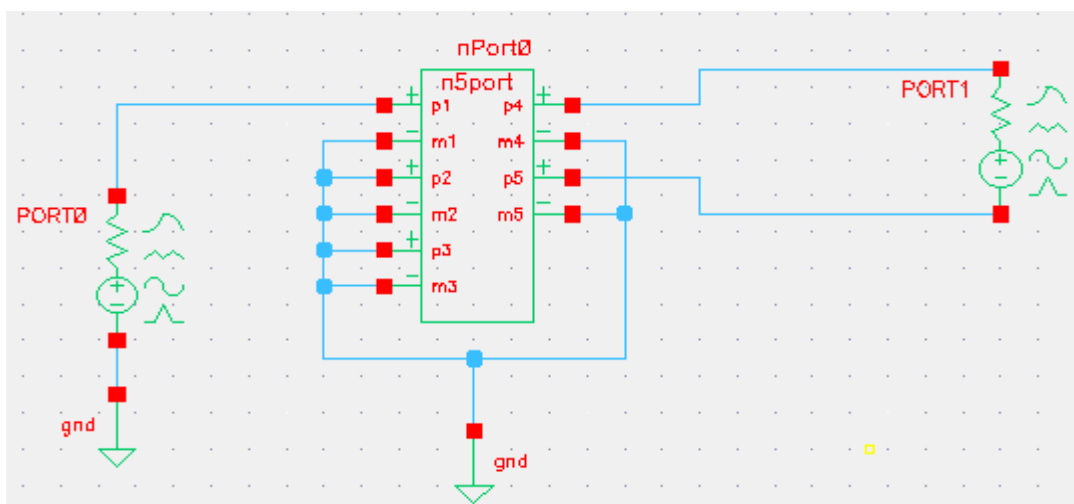 nPort0
n5port
+ p1
- m1
+ p2
- m2
+ p3
- m3
p4 +
m4 -
p5 +
m5 -
PORT1
PORT0
gnd
gnd